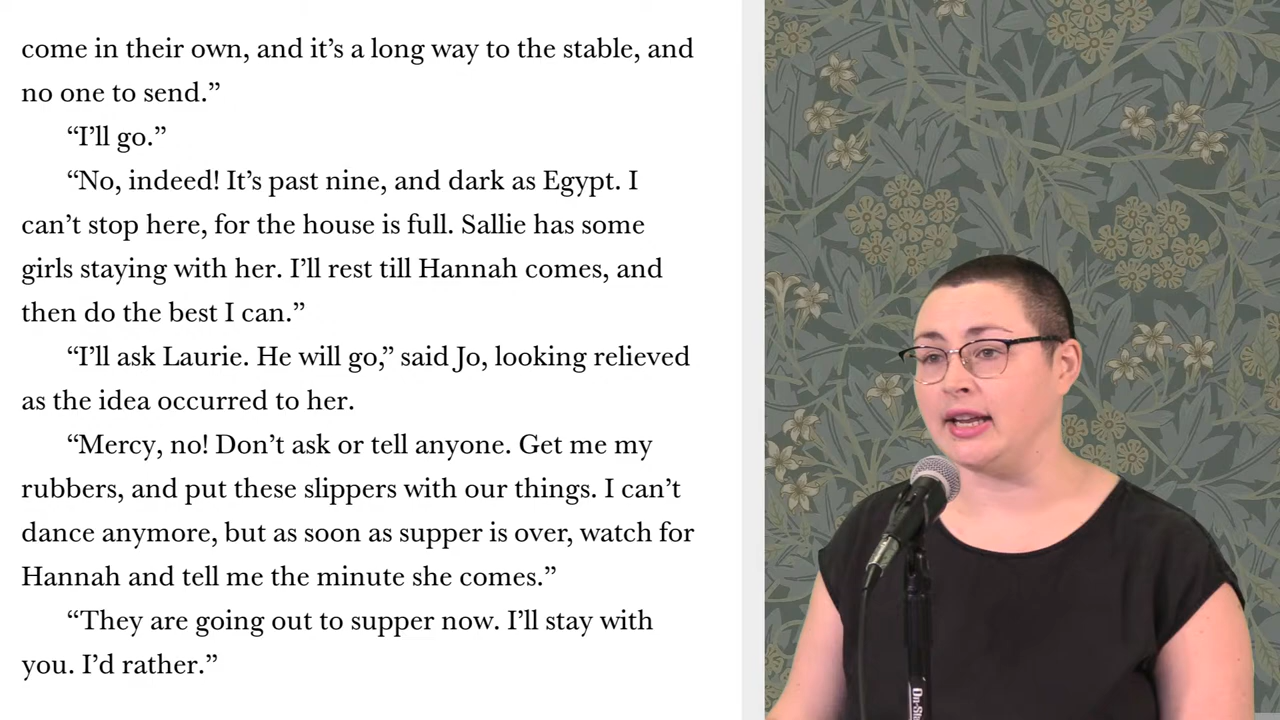 come in their own, and it’s a long way to the stable, and
no one to send.”
“I’ll go.”
“No, indeed! It’s past nine, and dark as Egypt. I
can’t stop here, for the house is full. Sallie has some
girls staying with her. I’ll rest till Hannah comes, and
then do the best I can.”
“I’ll ask Laurie. He will go,” said Jo, looking relieved
as the idea occurred to her.
“Mercy, no! Don’t ask or tell anyone. Get me my
rubbers, and put these slippers with our things. I can’t
dance anymore, but as soon as supper is over, watch for
Hannah and tell me the minute she comes.”
“They are going out to supper now. I’ll stay with
you. I’d rather.”